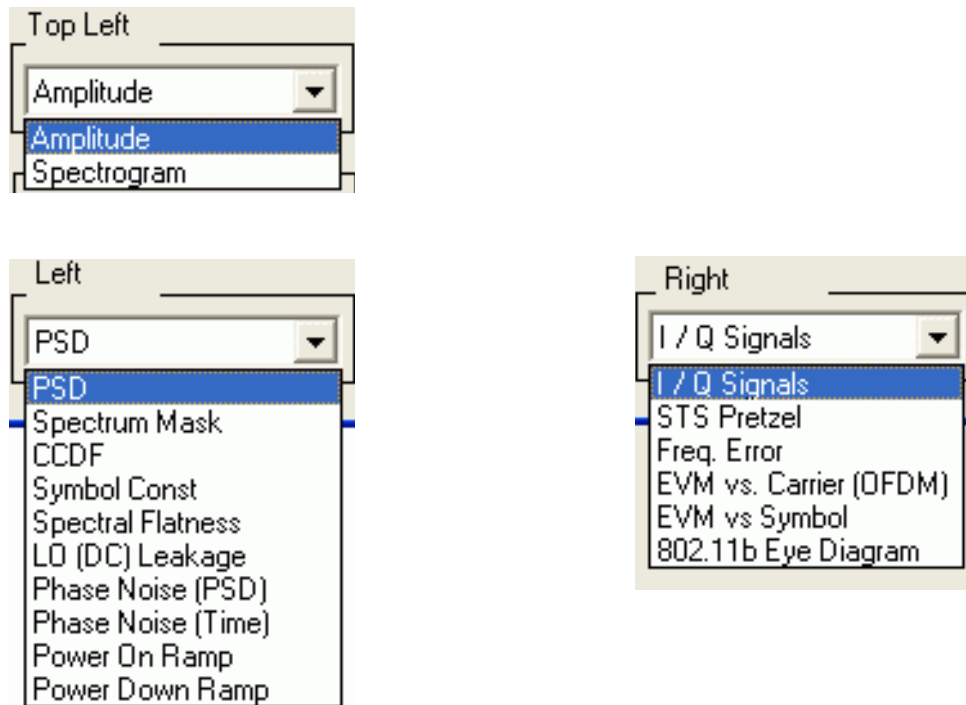 Top Left
Amplitude
Amplitude
Spectrogram
Left
PSD
PSD
Spectrum Mask
CCDF
Symbol Const
Spectral Flatness
LO (DC) Leakage
Phase Noise (PSD)
Phase Noise (Time)
Power On Ramp
Power Down Ramp
Right
I / Q Signals
I / Q Signals
STS Pretzel
Freq. Error
EVM vs. Carrier (OFDM)
EVM vs Symbol
802.11b Eye Diagram